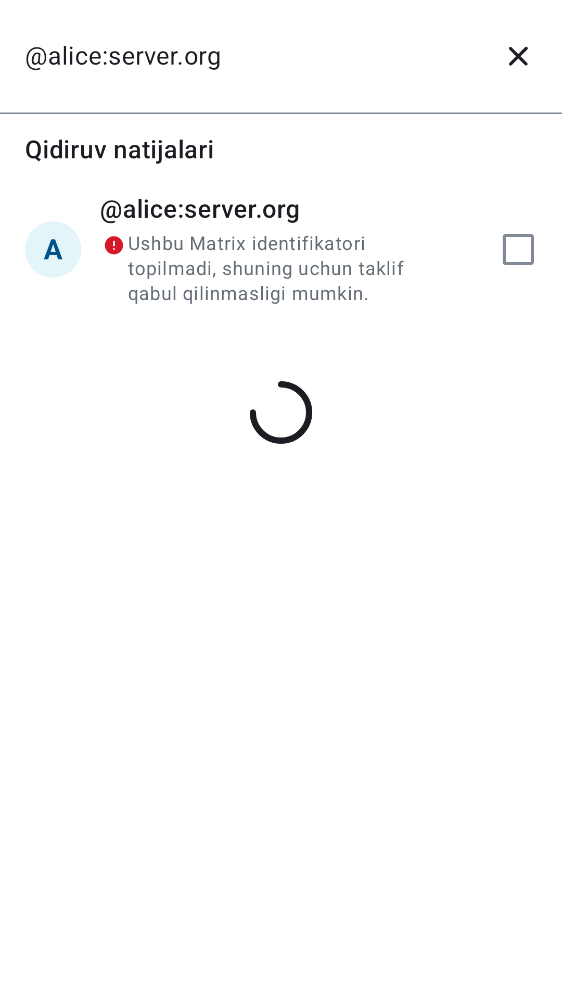 @alice:server.org
Qidiruv natijalari
@alice:server.org
A
Ushbu Matrix identifikatori
topilmadi, shuning uchun taklif
qabul qilinmasligi mumkin.